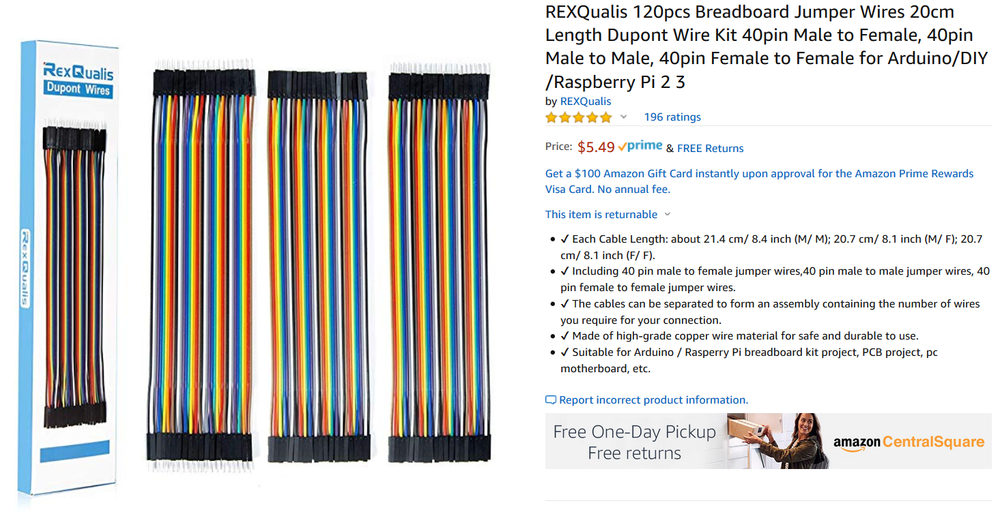 REXQUALIS
Dupont Wires
REXQUALIS
REXQualis 120pcs Breadboard Jumper Wires 20cm
Length Dupont Wire Kit 40pin Male to Female, 40pin
Male to Male, 40pin Female to Female for Arduino/DIY
/Raspberry Pi 2 3
by REXQualis
196 ratings
Price: $5.49 prime & FREE Returns
Get a $100 Amazon Gift Card instantly upon approval for the Amazon Prime Rewards
Visa Card. No annual fee.
This item is returnable
• ✓ Each Cable Length: about 21.4 cm/ 8.4 inch (M/ M); 20.7 cm/ 8.1 inch (M/ F); 20.7
cm/ 8.1 inch (F/ F).
• ✓ Including 40 pin male to female jumper wires,40 pin male to male jumper wires, 40
pin female to female jumper wires.
• ✓ The cables can be separated to form an assembly containing the number of wires
you require for your connection.
• ✓ Made of high-grade copper wire material for safe and durable to use.
• ✓ Suitable for Arduino / Rasperry Pi breadboard kit project, PCB project, pc
motherboard, etc.
Report incorrect product information.
Free One-Day Pickup
Free returns
amazon CentralSquare